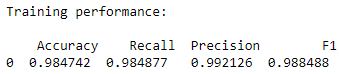 Training performance:
Accuracy Recall Precision F1
0 0.984742 0.984877 0.992126 0.988488